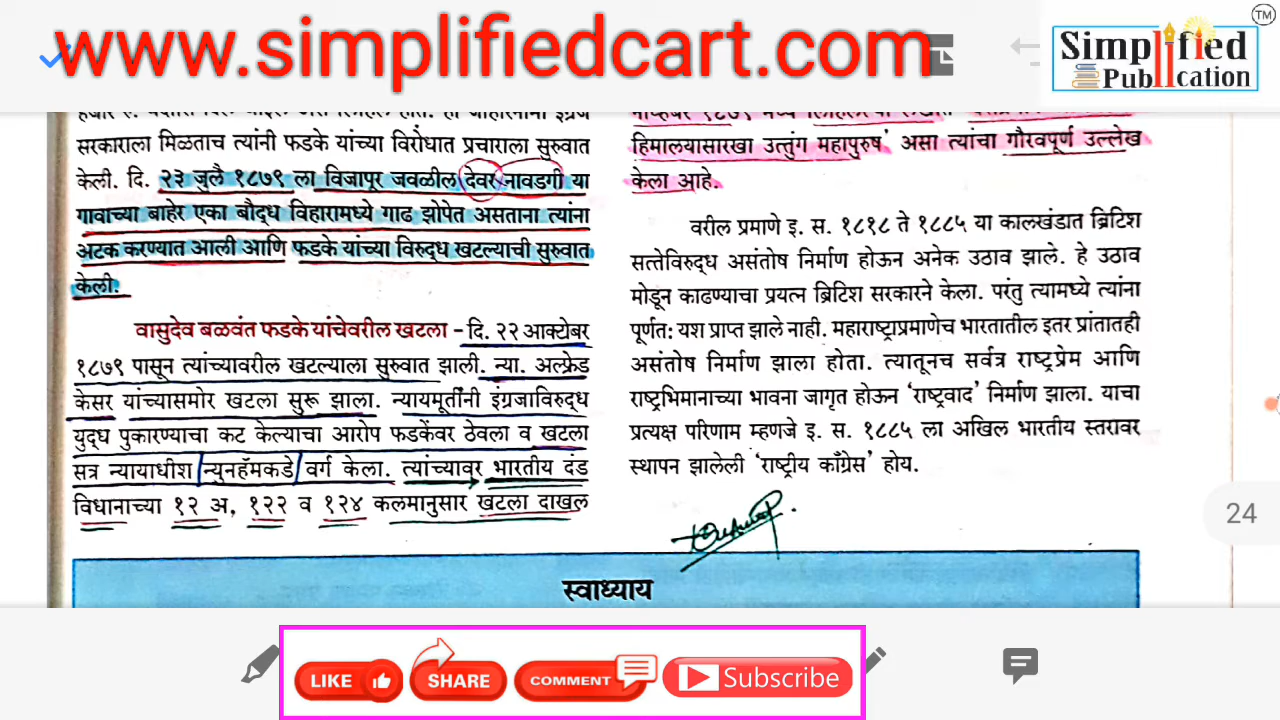 www.simplifiedcart.com
TM
Simplified
Publication
सरकाराला मिळताच त्यांनी फडके यांच्या विरोधात प्रचाराला सुरुवात
केली. दि. २३ जुलै १८७९ ला विजापूर जवळील देवर नावडगी या
गावाच्या बाहेर एका बौद्ध विहारामध्ये गाढ झोपेत असताना त्यांना
अटक करण्यात आली आणि फडके यांच्या विरुद्ध खटल्याची सुरुवात
केली.
वासुदेव बळवंत फडके यांचेवरील खटला – दि. २२ आक्टोबर
१८७९ पासून त्यांच्यावरील खटल्याला सुरुवात झाली. न्या. अल्फ्रेड
केसर यांच्यासमोर खटला सुरू झाला. न्यायमूर्तींनी इंग्रजाविरुद्ध
युद्ध पुकारण्याचा कट केल्याचा आरोप फडकेंवर ठेवला व खटला
सत्र न्यायाधीश न्युनहॅमकडे वर्ग केला. त्यांच्यावर भारतीय दंड
विधानाच्या १२ अ, १२२ व १२४ कलमानुसार खटला दाखल
हिमालयासारखा उत्तुंग महापुरुष' असा त्यांचा गौरवपूर्ण उल्लेख
केला आहे.
वरील प्रमाणे इ. स. १८१८ ते १८८५ या कालखंडात ब्रिटिश
सत्तेविरुद्ध असंतोष निर्माण होऊन अनेक उठाव झाले. हे उठाव
मोडून काढण्याचा प्रयत्न ब्रिटिश सरकारने केला. परंतु त्यामध्ये त्यांना
पूर्णत: यश प्राप्त झाले नाही. महाराष्ट्राप्रमाणेच भारतातील इतर प्रांतातही
असंतोष निर्माण झाला होता. त्यातूनच सर्वत्र राष्ट्रप्रेम आणि
राष्ट्रभिमानाच्या भावना जागृत होऊन 'राष्ट्रवाद' निर्माण झाला. याचा
प्रत्यक्ष परिणाम म्हणजे इ. स. १८८५ ला अखिल भारतीय स्तरावर
स्थापन झालेली 'राष्ट्रीय काँग्रेस' होय.
24
स्वाध्याय
LIKE
SHARE
COMMENT
Subscribe